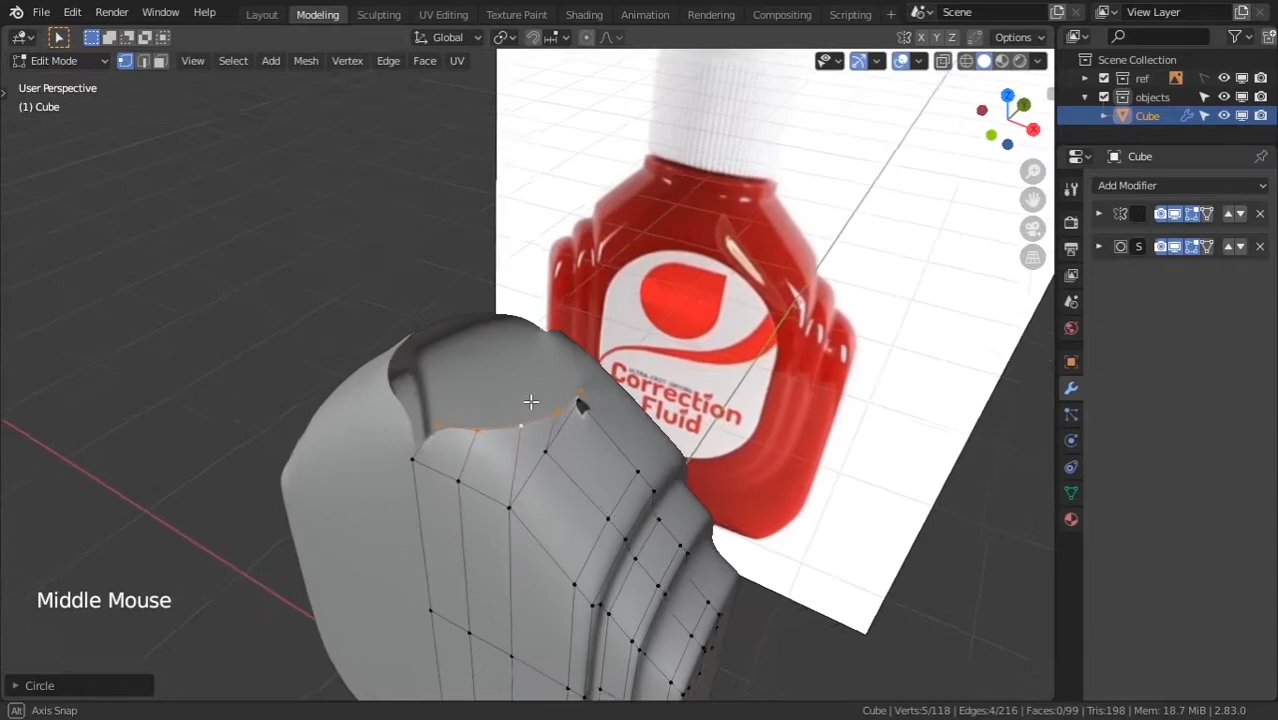 File Edit Render Window Help
Layout Modeling Sculpting UV Editing Texture Paint Shading Animation Rendering Compositing Scripting +
Scene
View Layer
Global
X Y Z
Options
Edit Mode
View Select Add Mesh Vertex Edge Face UV
User Perspective
(1) Cube
Z
Y
X
Scene Collection
ref
objects
Cube
Cube
Add Modifier
S
Correction
Fluid
Middle Mouse
Circle
Alt Axis Snap
Cube | Verts:5/118 | Edges:4/216 | Faces:0/99 | Tris:198 | Mem: 18.7 MiB | 2.83.0